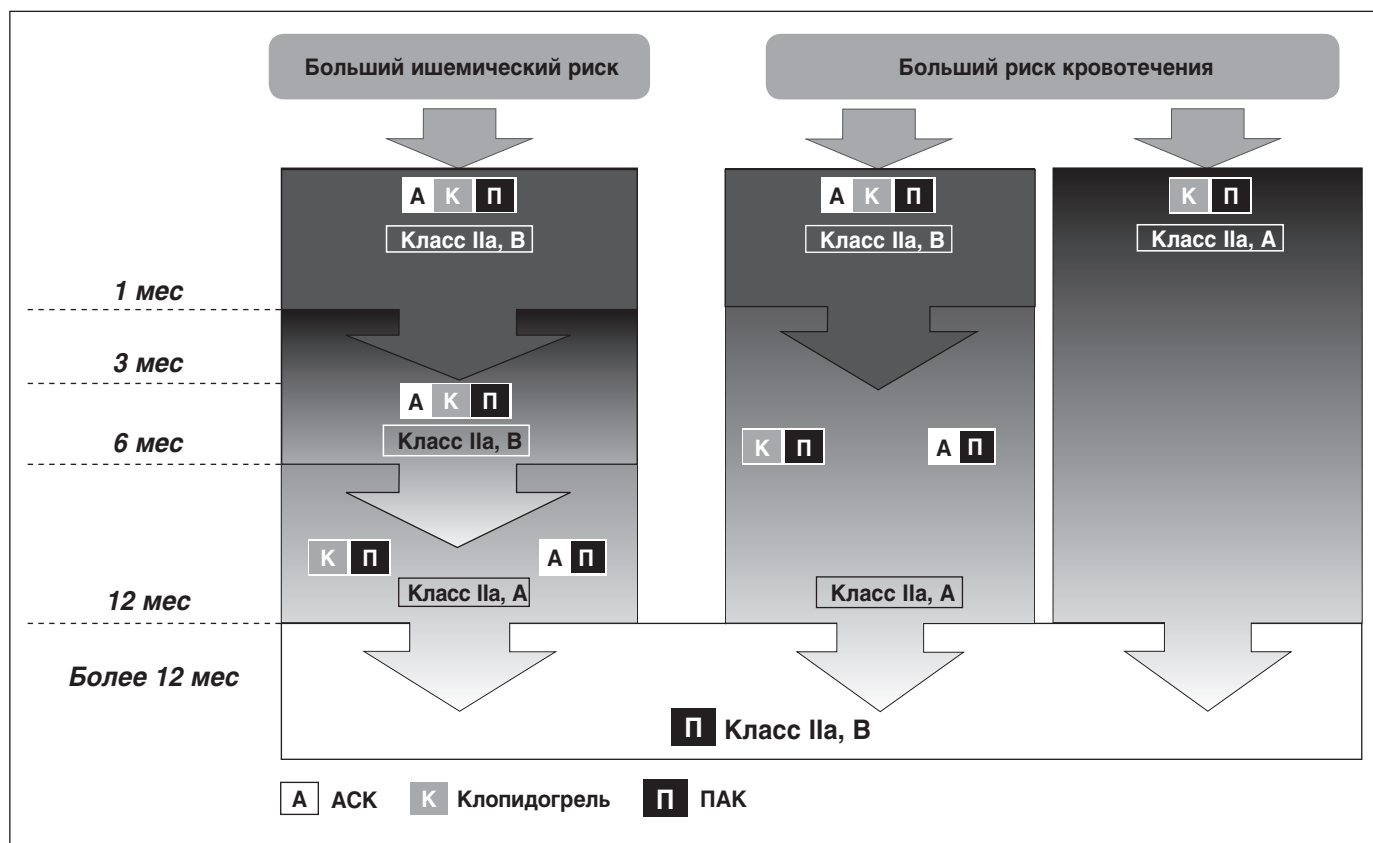 Больший ишемический риск
Больший риск кровотечения
А К П
Класс IIa, B
А К П
Класс IIa, B
К П
Класс IIa, A
1 мес
3 мес
А К П
Класс IIa, B
6 мес
К П
А П
К П
А П
Класс IIa, A
Класс IIa, A
12 мес
Более 12 мес
П Класс IIa, B
А АСК
К Клопидогрель
П ПАК